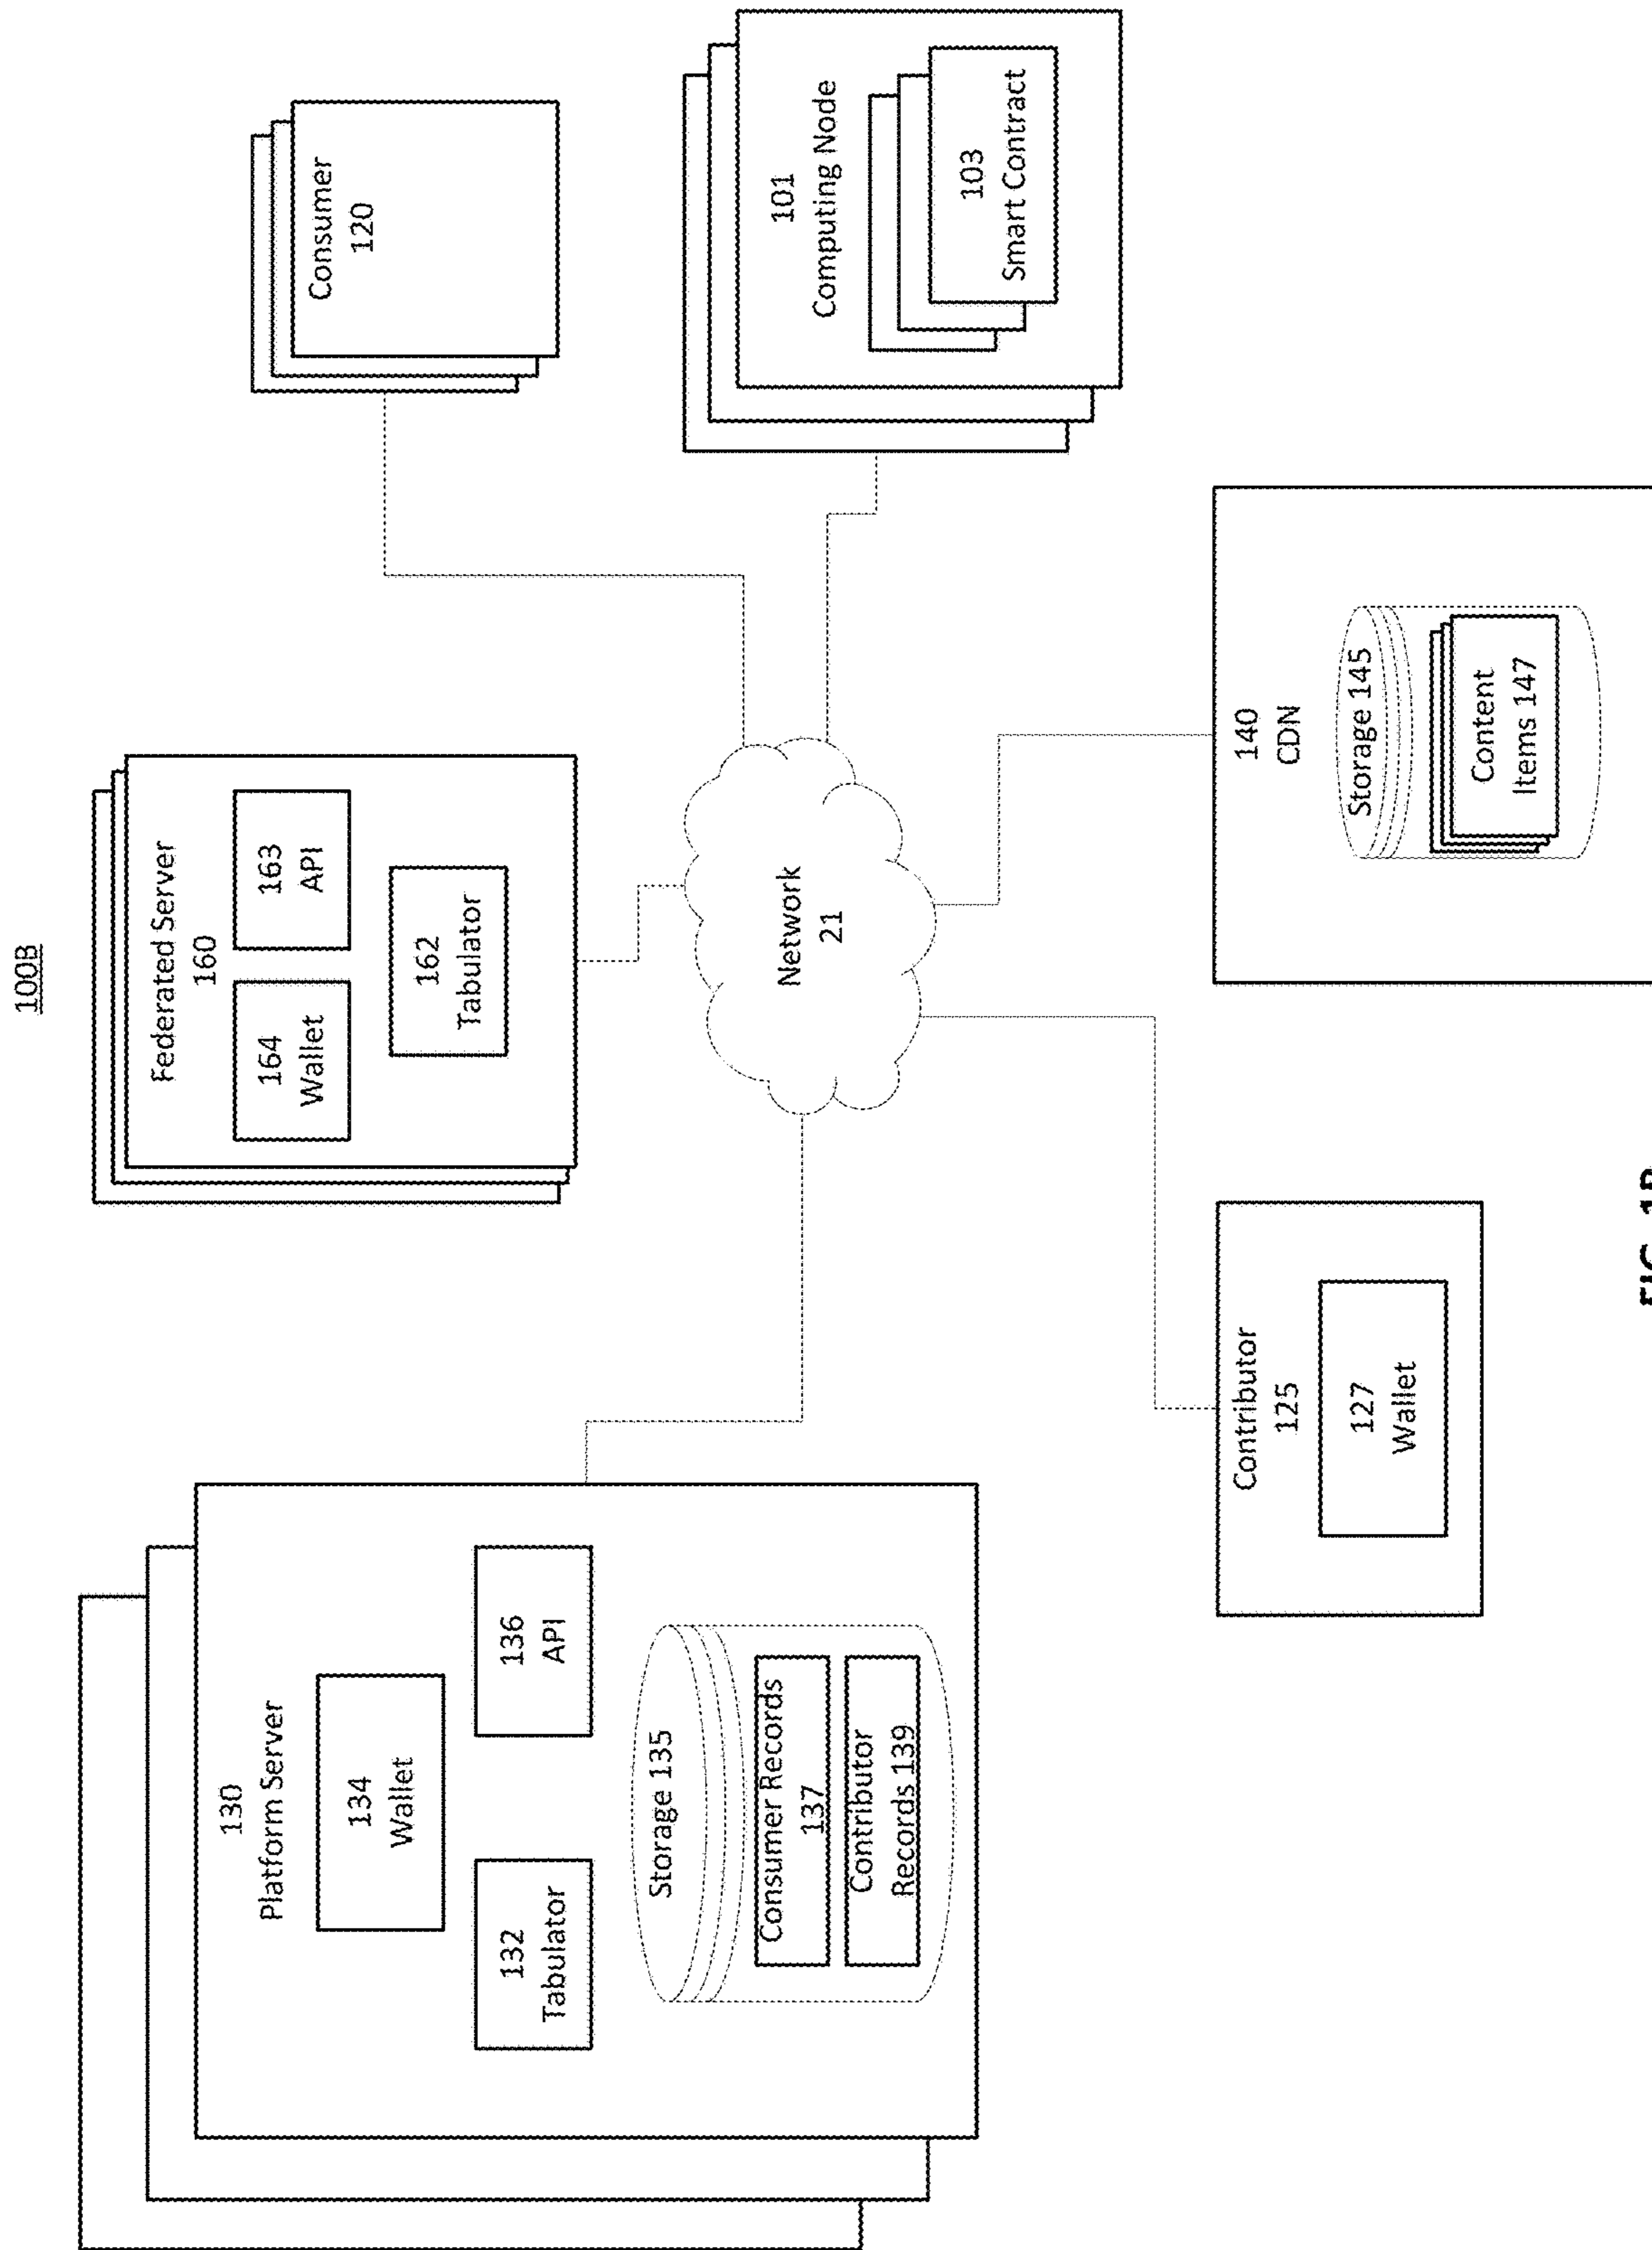 100B
130
Platform Server
134
Wallet
132
Tabulator
136
API
Storage 135
Consumer Records
137
Contributor
Records 139
Federated Server
160
164
Wallet
163
API
162
Tabulator
Consumer
120
Network
21
101
Computing Node
103
Smart Contract
Contributor
125
127
Wallet
140
CDN
Storage 145
Content
Items 147
FIG. 1B